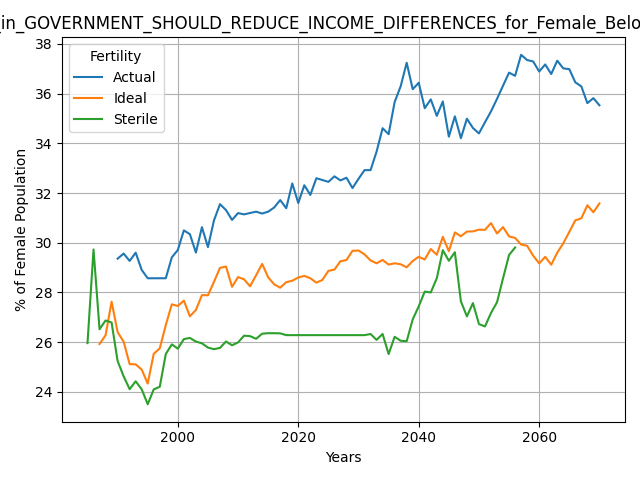 _in_GOVERNMENT_SHOULD_REDUCE_INCOME_DIFFERENCES_for_Female_Belo
Fertility
Actual
Ideal
Sterile
% of Female Population
38
36
34
32
30
28
26
24
2000
2020
2040
2060
Years